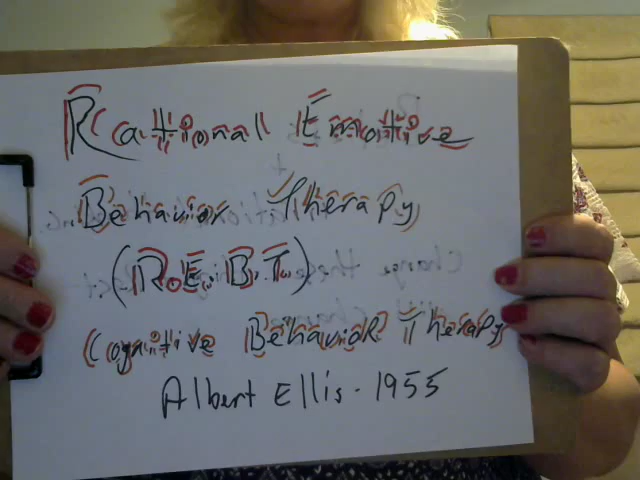 Rational Emotive
Behavior Therapy
(R.E.B.T.)
Cognitive Behavior Therapy
Albert Ellis - 1955